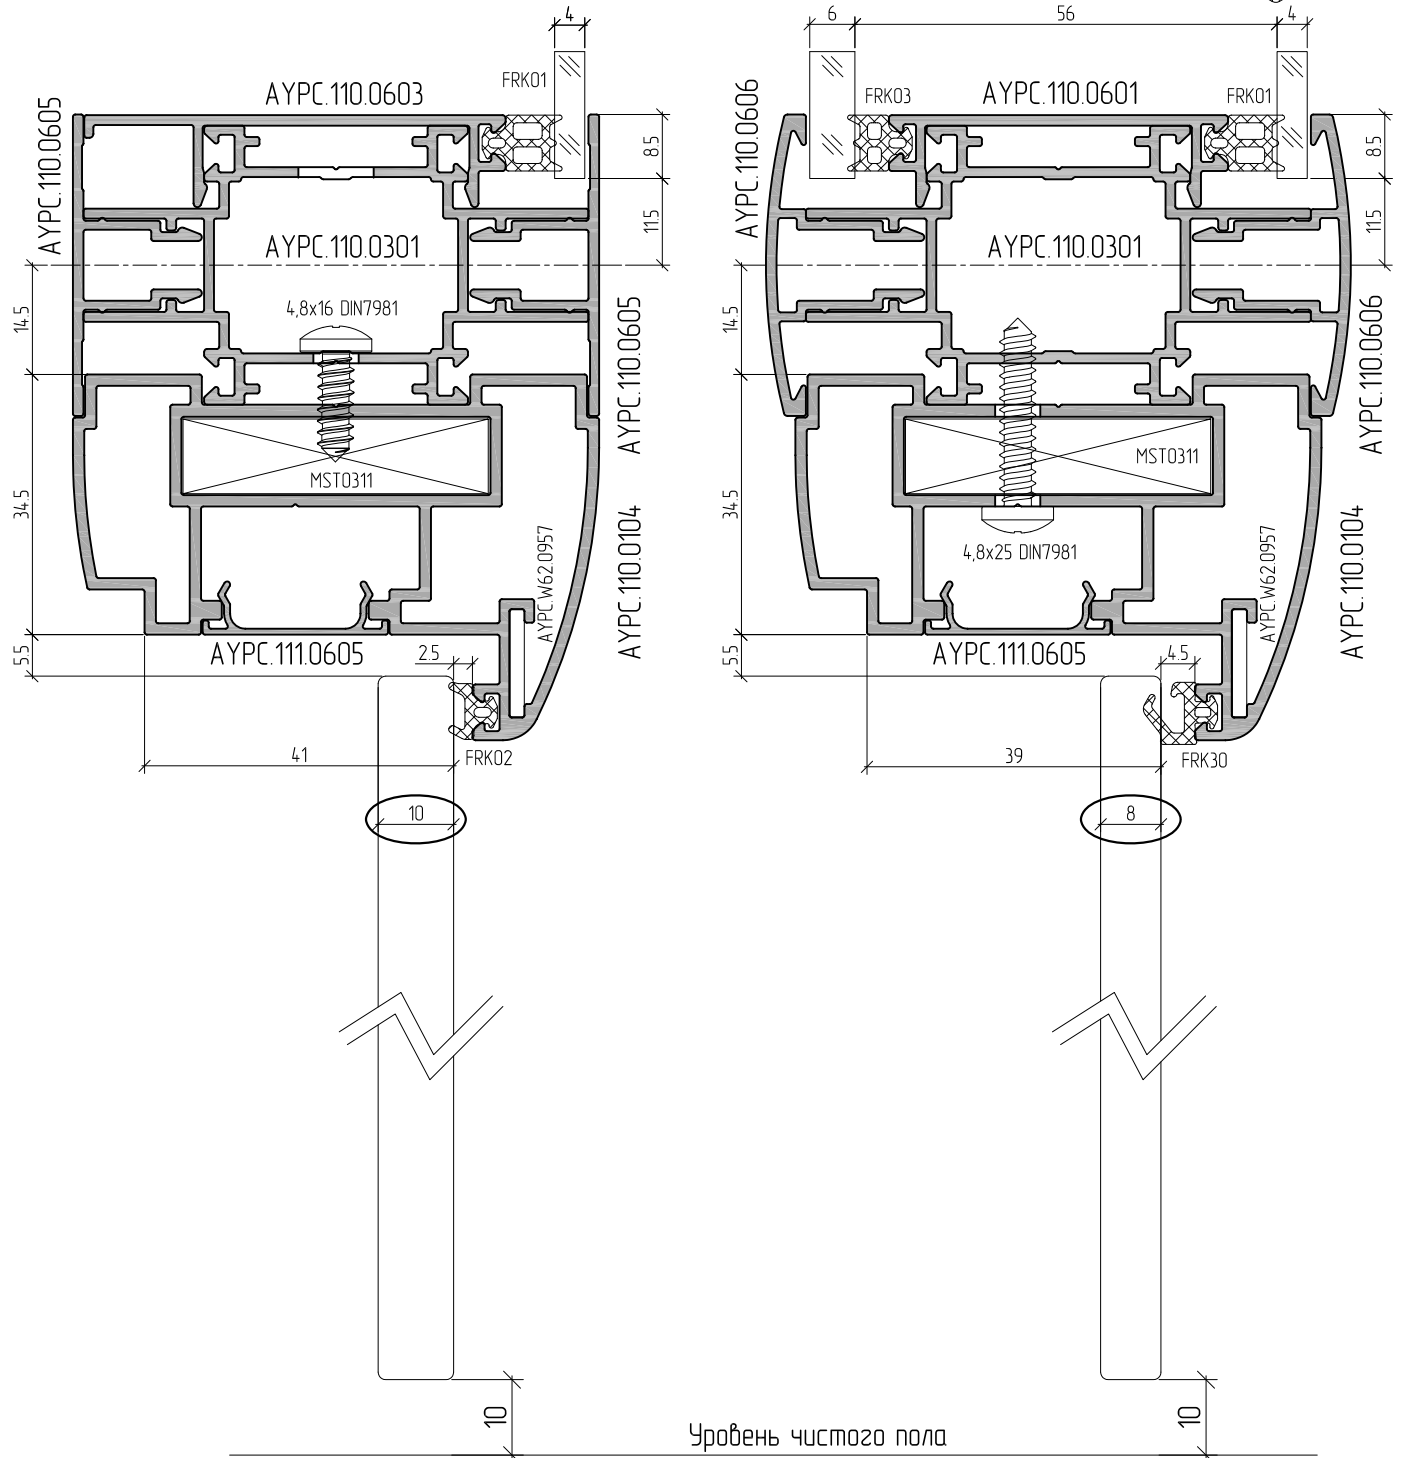 4
FRK01
AYPC.110.0603
AYPC.110.0605
8.5
11.5
AYPC.110.0301
4,8x16 DIN7981
14.5
AYPC.110.0605
MST0311
34.5
AYPC.W62.0957
AYPC.110.0104
AYPC.111.0605
2.5
5.5
41
FRK02
10
10
6
56
4
FRK03
AYPC.110.0601
FRK01
AYPC.110.0606
8.5
11.5
AYPC.110.0301
14.5
AYPC.110.0606
MST0311
34.5
4,8x25 DIN7981
AYPC.W62.0957
AYPC.110.0104
AYPC.111.0605
4.5
5.5
39
FRK30
8
10
Уровень чистого пола